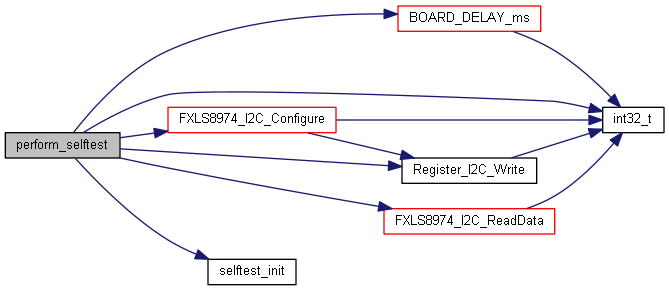 BOARD_DELAY_ms
FXLS8974_I2C_Configure
int32_t
perform_selftest
Register_I2C_Write
FXLS8974_I2C_ReadData
selftest_init